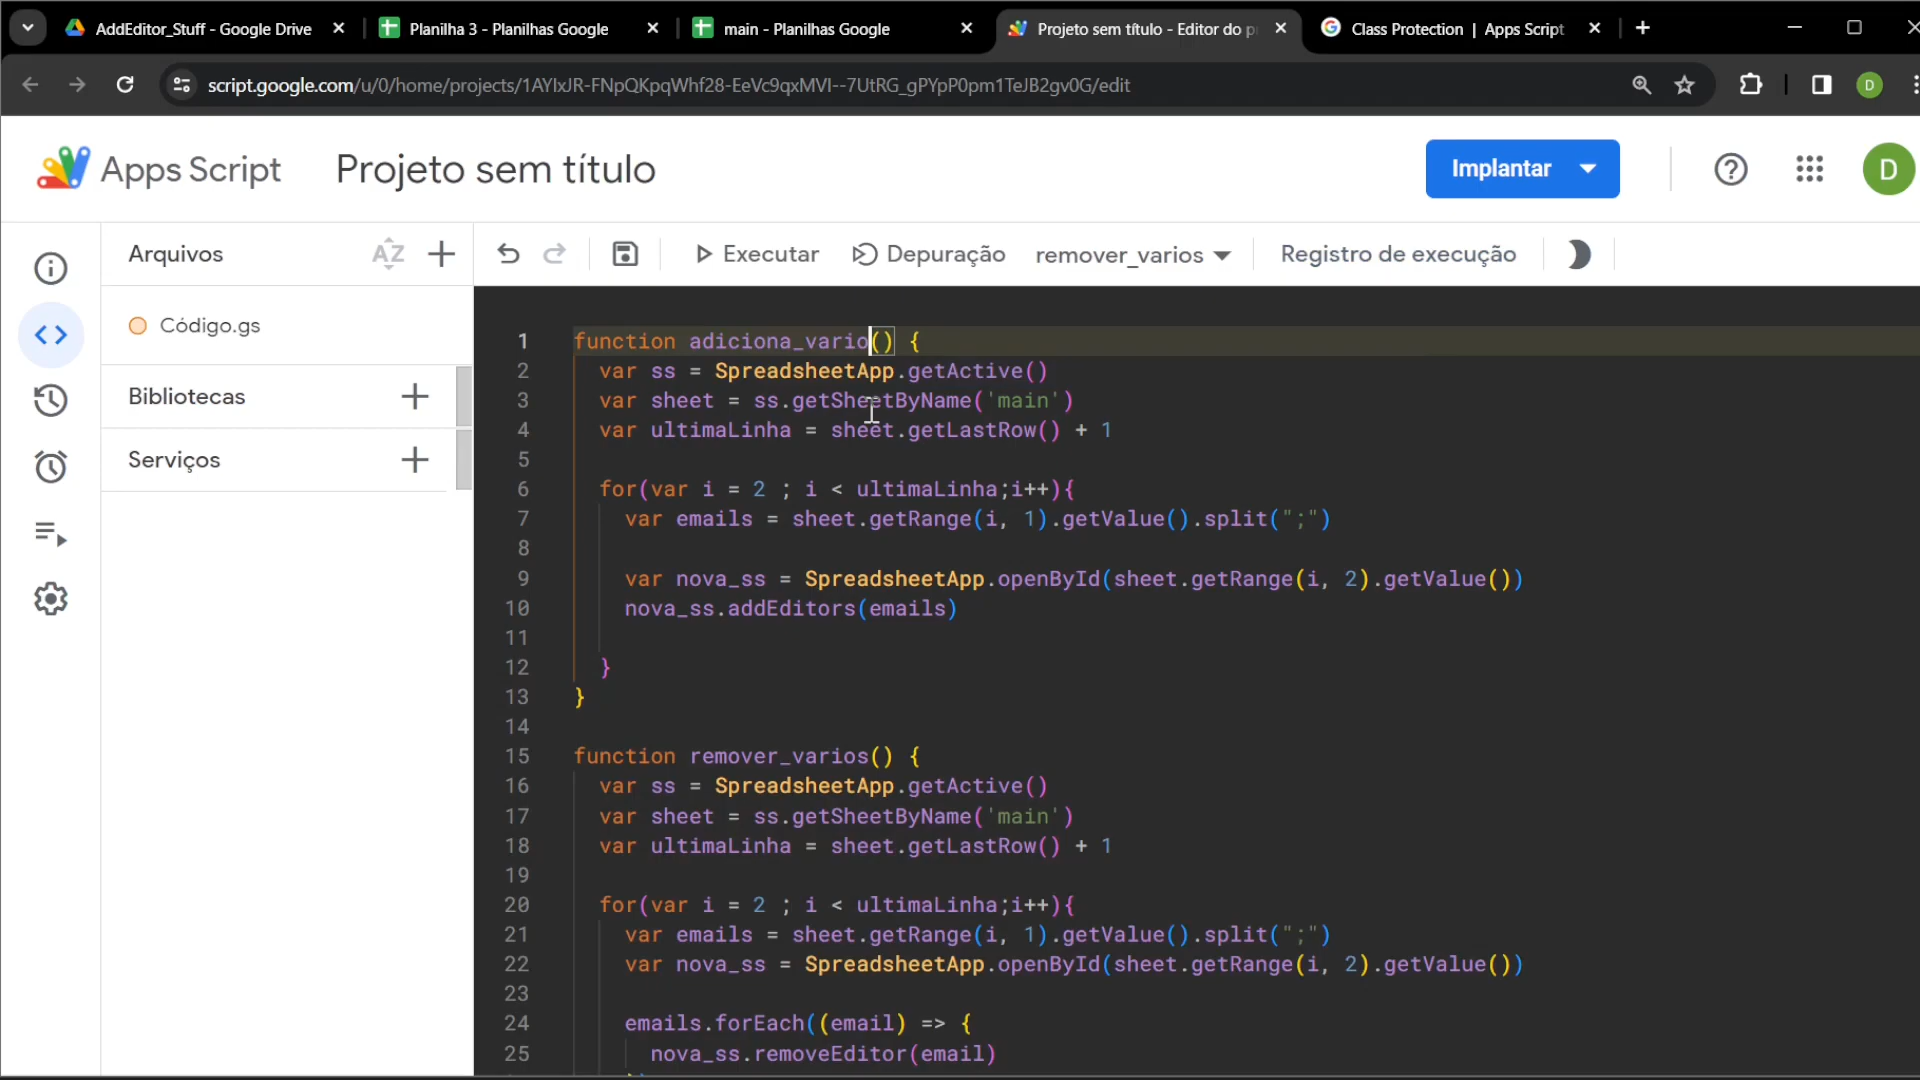 AddEditor_Stuff - Google Drive
Planilha 3 - Planilhas Google
main - Planilhas Google
Projeto sem título - Editor do p
Class Protection | Apps Script
script.google.com/u/0/home/projects/1AYIxJR-FNpQKpqWhf28-EeVc9qxMVI--7UtRG_gPYpP0pm1TeJB2gv0G/edit
D
Apps Script
Projeto sem título
Implantar
D
Arquivos
AZ
Executar
Depuração
remover_varios
Registro de execução
Código.gs
Bibliotecas
Serviços
1 function adiciona_vario() {
2 var ss = SpreadsheetApp.getActive()
3 var sheet = ss.getSheetByName('main')
4 var ultimaLinha = sheet.getLastRow() + 1
5
6 for(var i = 2 ; i < ultimaLinha;i++){
7 var emails = sheet.getRange(i, 1).getValue().split(";")
8
9 var nova_ss = SpreadsheetApp.openById(sheet.getRange(i, 2).getValue())
10 nova_ss.addEditors(emails)
11
12 }
13 }
14
15 function remover_varios() {
16 var ss = SpreadsheetApp.getActive()
17 var sheet = ss.getSheetByName('main')
18 var ultimaLinha = sheet.getLastRow() + 1
19
20 for(var i = 2 ; i < ultimaLinha;i++){
21 var emails = sheet.getRange(i, 1).getValue().split(";")
22 var nova_ss = SpreadsheetApp.openById(sheet.getRange(i, 2).getValue())
23
24 emails.forEach((email) => {
25 nova_ss.removeEditor(email)